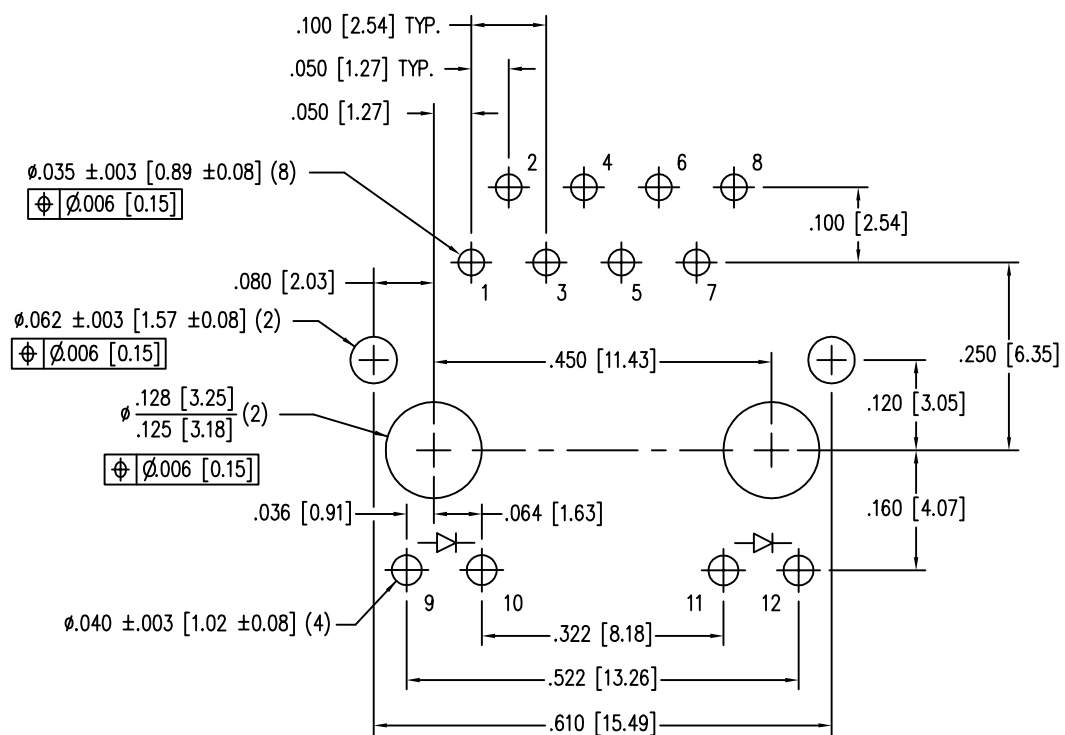 .100 [2.54] TYP.
.050 [1.27] TYP.
.050 [1.27]
2 4 6 8
ø.035 ±.003 [0.89 ±0.08] (8)
⌖ Ø.006 [0.15]
.100 [2.54]
1 3 5 7
.080 [2.03]
ø.062 ±.003 [1.57 ±0.08] (2)
⌖ Ø.006 [0.15]
.450 [11.43]
.250 [6.35]
.120 [3.05]
ø .128 [3.25]
.125 [3.18] (2)
⌖ Ø.006 [0.15]
.036 [0.91]
.064 [1.63]
.160 [4.07]
9 10 11 12
ø.040 ±.003 [1.02 ±0.08] (4)
.322 [8.18]
.522 [13.26]
.610 [15.49]